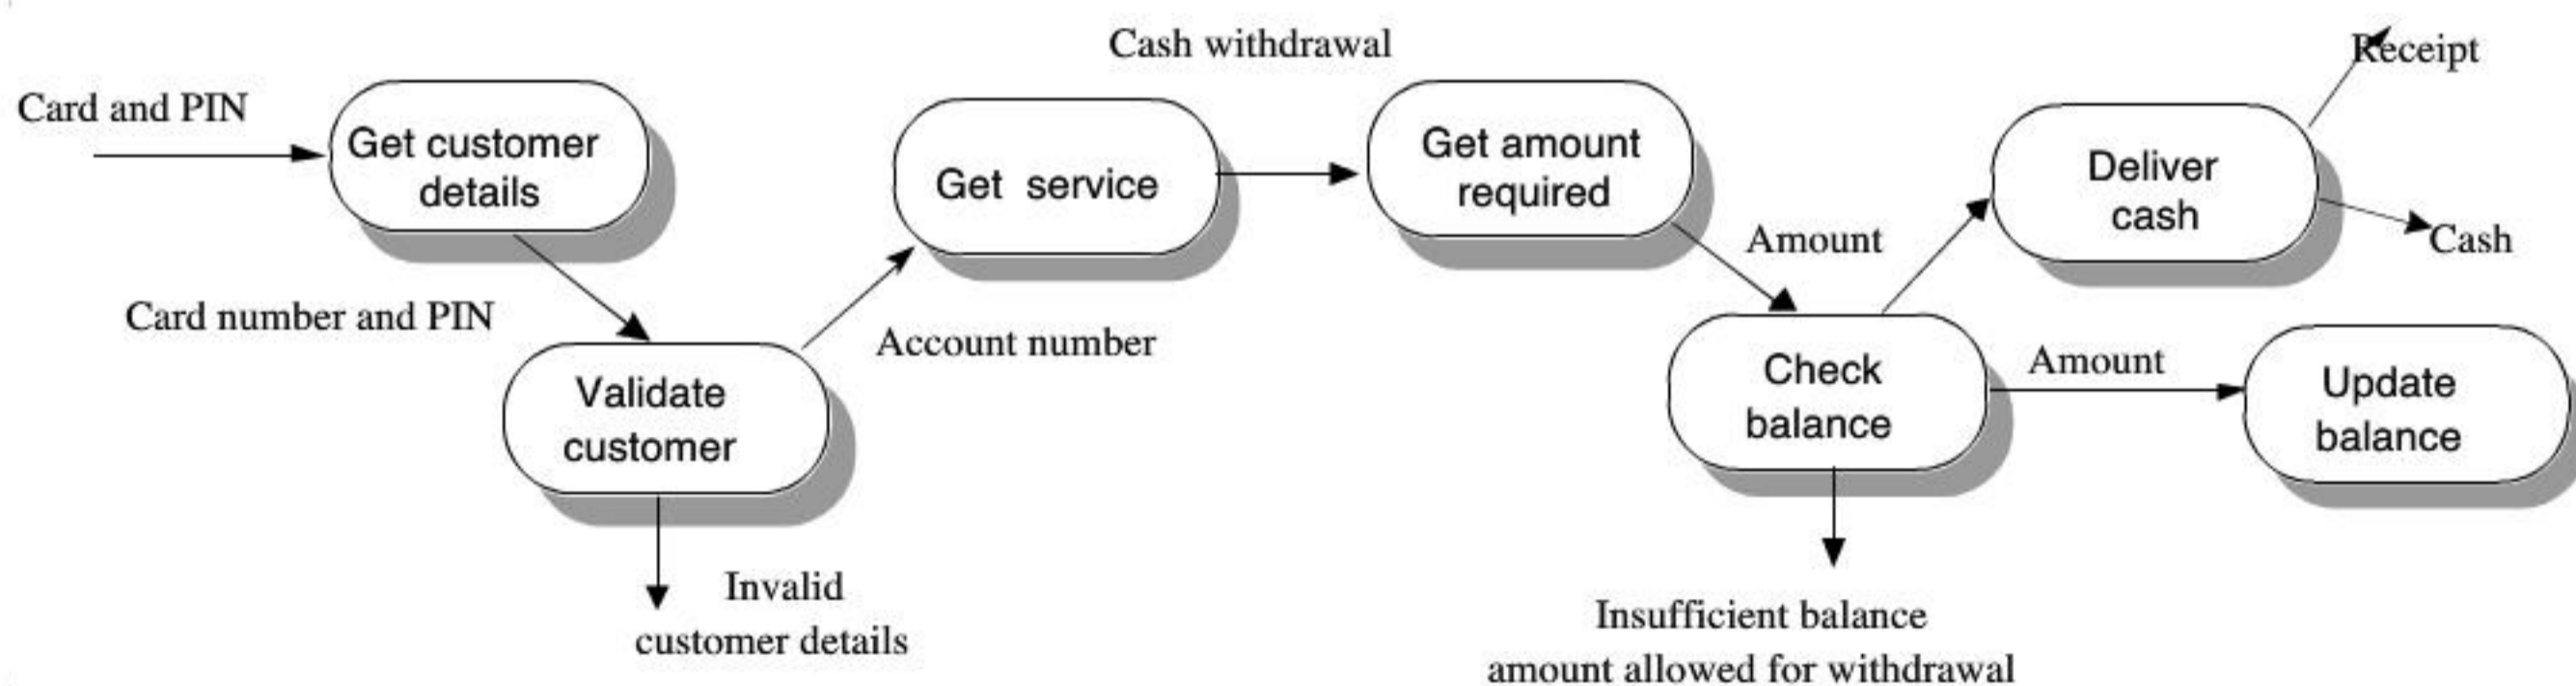 Card and PIN
Get customer
details
Card number and PIN
Validate
customer
Invalid
customer details
Account number
Get service
Cash withdrawal
Get amount
required
Amount
Check
balance
Insufficient balance
amount allowed for withdrawal
Deliver
cash
Receipt
Cash
Amount
Update
balance